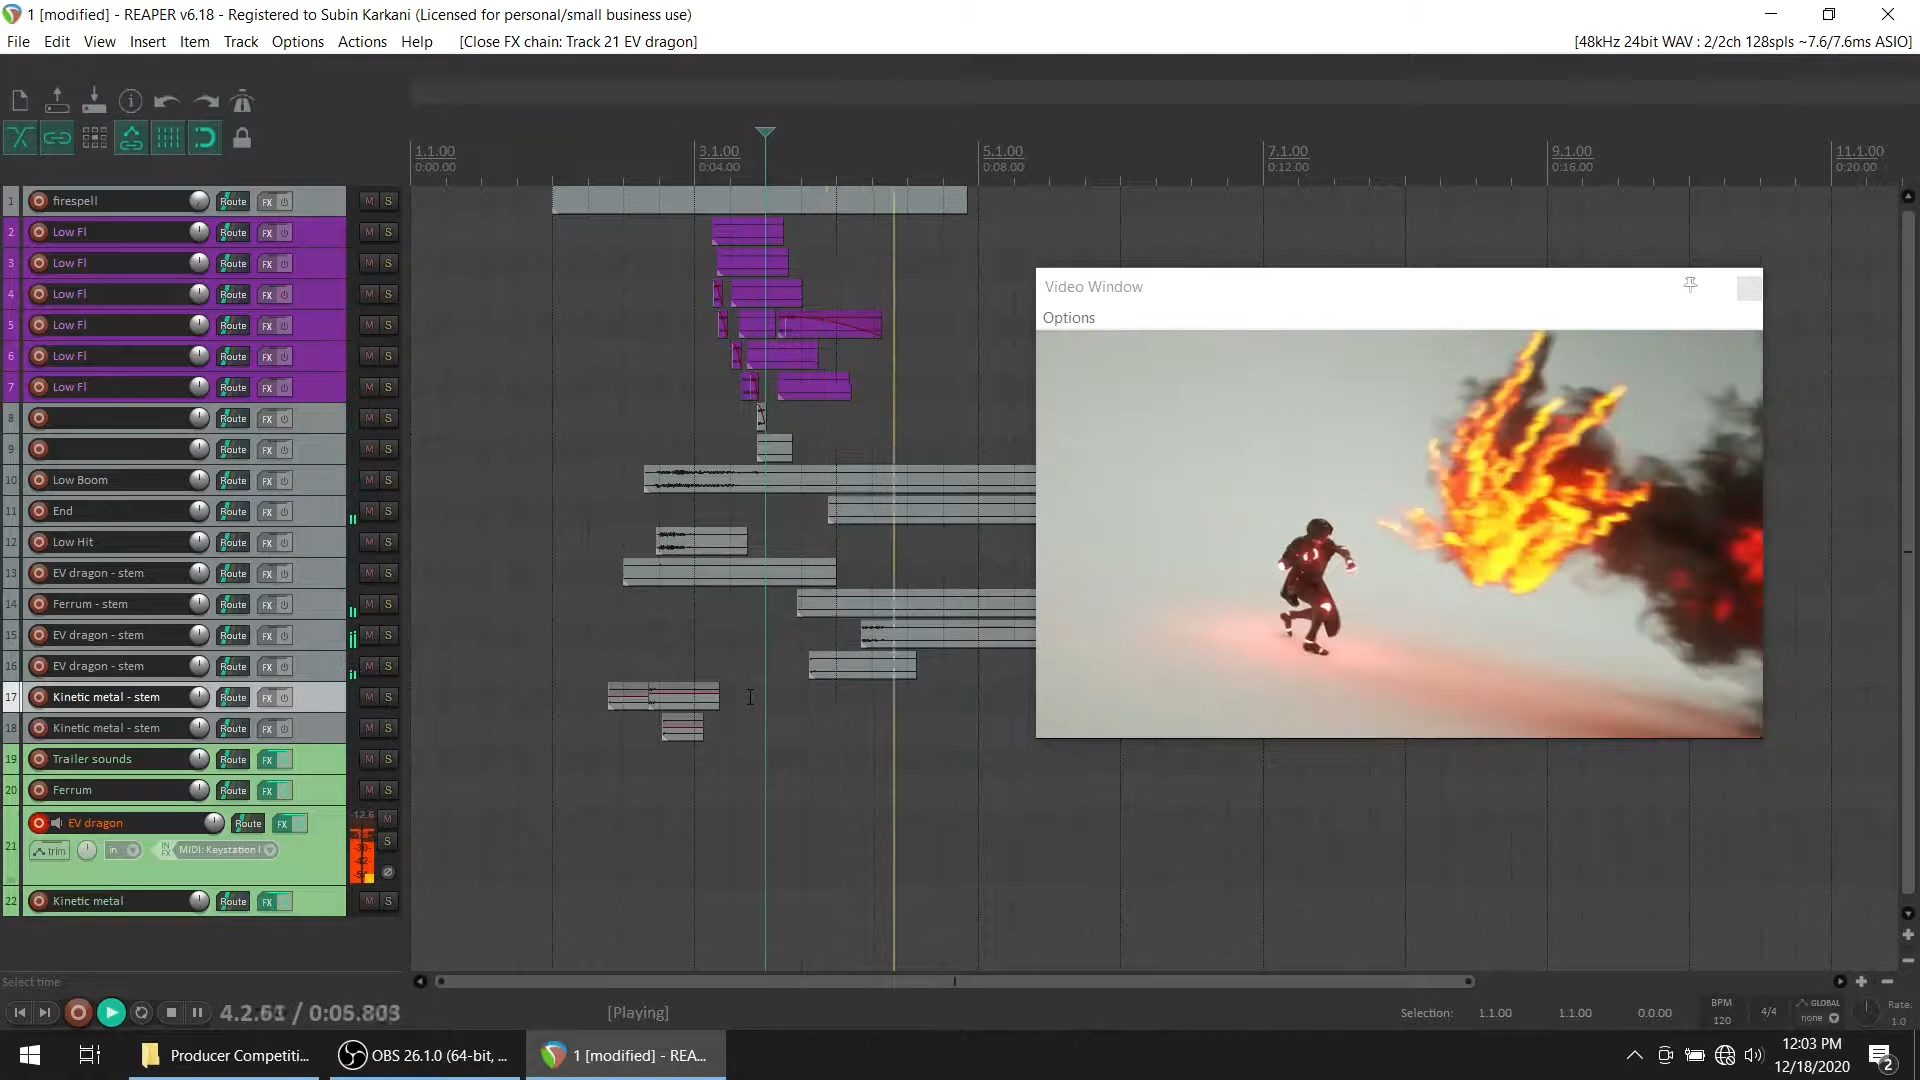 1 [modified] - REAPER v6.18 - Registered to Subin Karkani (Licensed for personal/small business use)
File Edit View Insert Item Track Options Actions Help [Close FX chain: Track 21 EV dragon] [48kHz 24bit WAV : 2/2ch 128spls ~7.6/7.6ms ASIO]
1.1.00 3.1.00 5.1.00 7.1.00 9.1.00 11.1.00
0:00.00 0:04.00 0:08.00 0:12.00 0:16.00 0:20.00
1 firespell Route FX M S
2 Low Fl Route FX M S
3 Low Fl Route FX M S
4 Low Fl Route FX M S
5 Low Fl Route FX M S
6 Low Fl Route FX M S
7 Low Fl Route FX M S
8 Route FX M S
9 Route FX M S
10 Low Boom Route FX M S
11 End Route FX M S
12 Low Hit Route FX M S
13 EV dragon - stem Route FX M S
14 Ferrum - stem Route FX M S
15 EV dragon - stem Route FX M S
16 EV dragon - stem Route FX M S
17 Kinetic metal - stem Route FX M S
18 Kinetic metal - stem Route FX M S
19 Trailer sounds Route FX M S
20 Ferrum Route FX M S
21 EV dragon Route FX -12.6 M S
trim in IN FX MIDI: Keystation
-18-
-30-
-42-
22 Kinetic metal Route FX M S
Video Window
Options
Select time
[Playing]
Selection: 1.1.00 1.1.00 0.0.00
BPM
120
4/4
GLOBAL
none
Rate:
1.0
Producer Competiti...
OBS 26.1.0 (64-bit, ...
1 [modified] - REA...
12:03 PM
12/18/2020
2